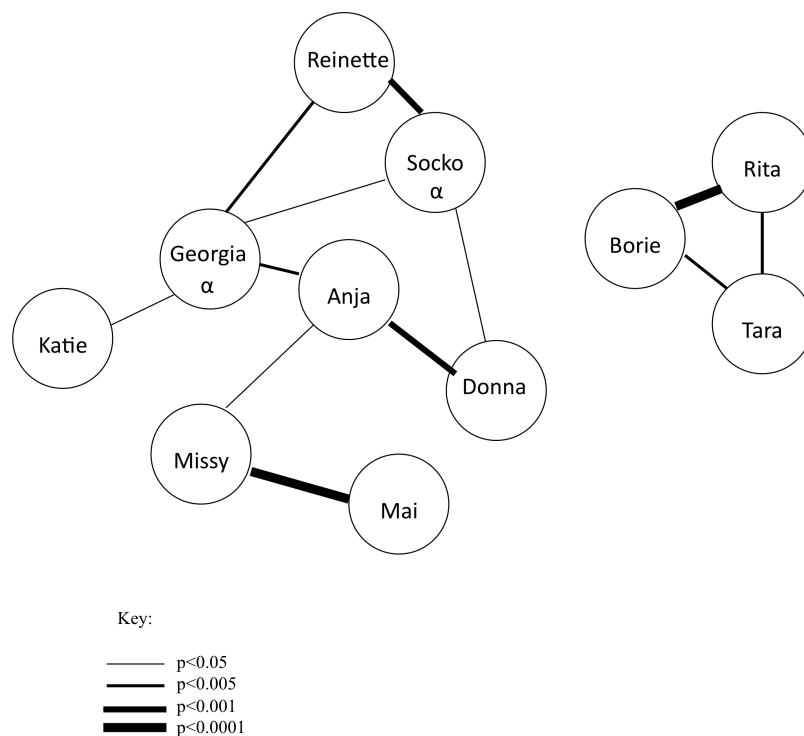 Reinette
Socko
α
Rita
Georgia
α
Borie
Anja
Katie
Tara
Donna
Missy
Mai
Key:
p<0.05
p<0.005
p<0.001
p<0.0001